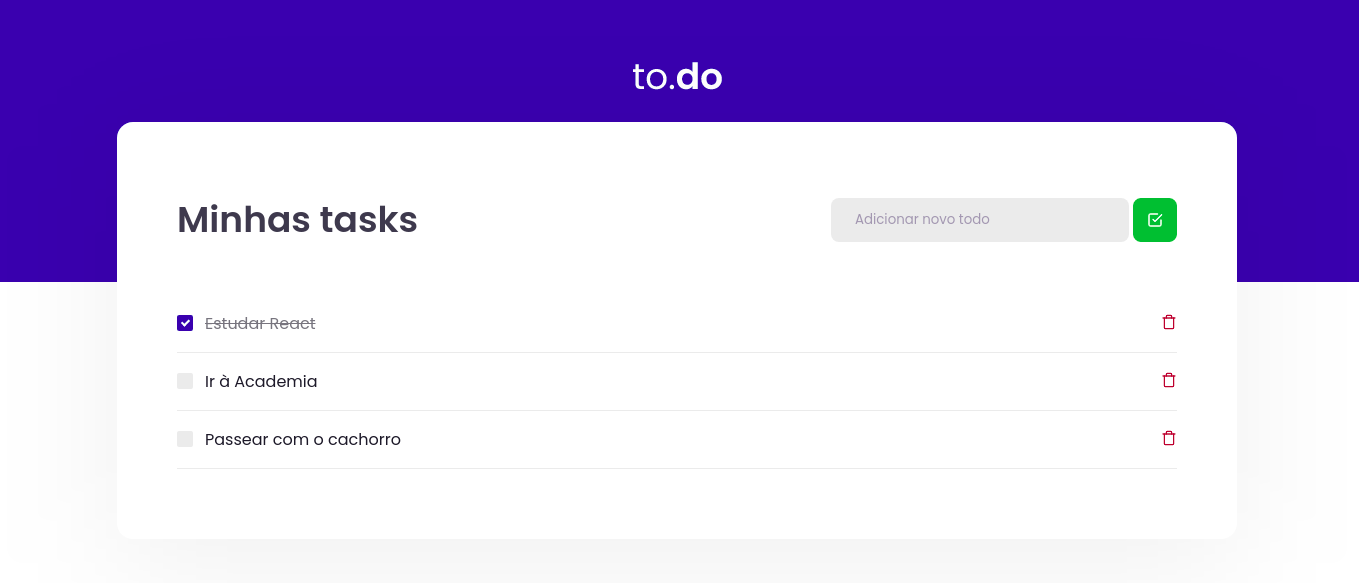 to.do
Minhas tasks
Adicionar novo todo
Estudar React
Ir à Academia
Passear com o cachorro